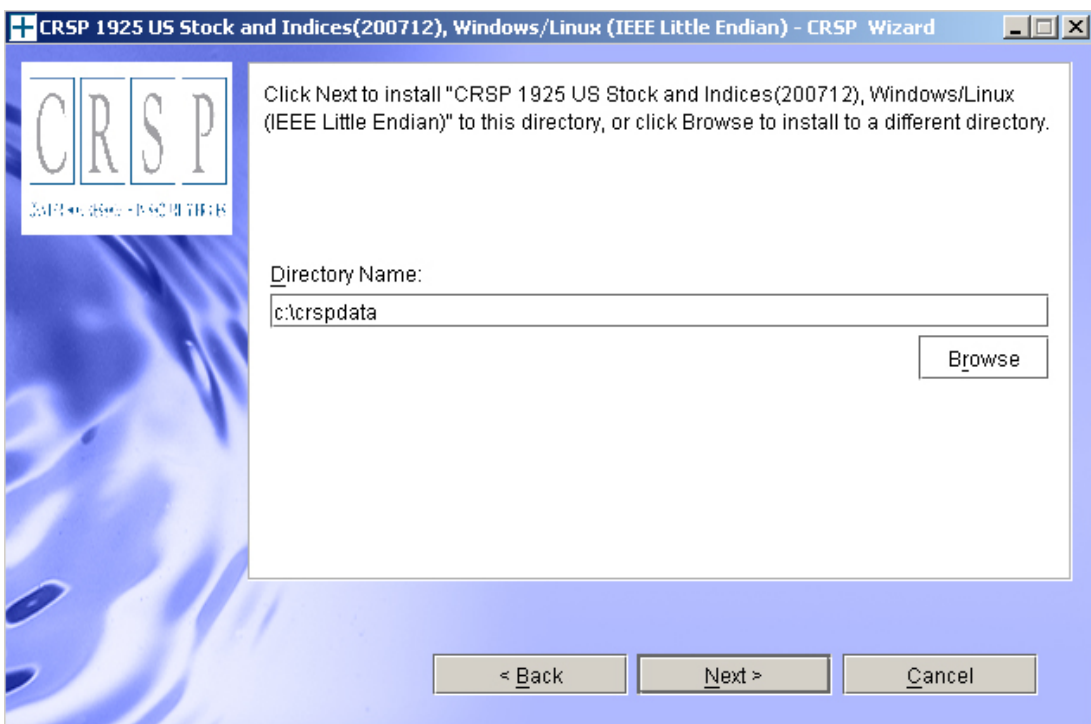 CRSP 1925 US Stock and Indices(200712), Windows/Linux (IEEE Little Endian) - CRSP Wizard
CRSP
Click Next to install "CRSP 1925 US Stock and Indices(200712), Windows/Linux
(IEEE Little Endian)" to this directory, or click Browse to install to a different directory.
Directory Name:
c:\crspdata
Browse
< Back
Next >
Cancel